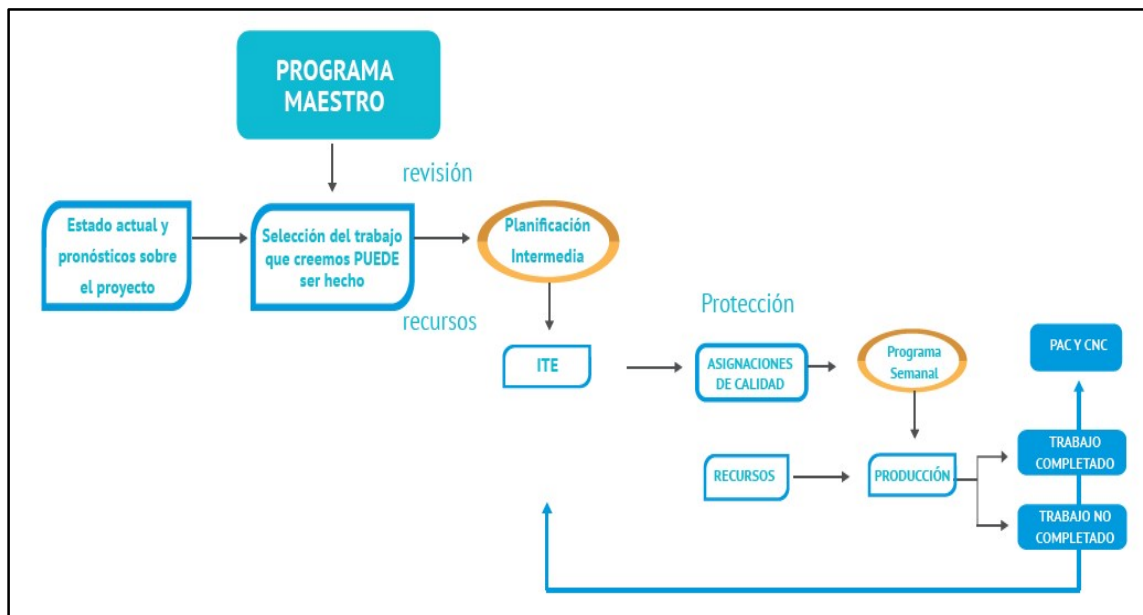 PROGRAMA
MAESTRO
revisión
Estado actual y
pronósticos sobre
el proyecto
Selección del trabajo
que creemos PUEDE
ser hecho
Planificación
Intermedia
recursos
Protección
ITE
ASIGNACIONES
DE CALIDAD
Programa
Semanal
PAC Y CNC
RECURSOS
PRODUCCIÓN
TRABAJO
COMPLETADO
TRABAJO NO
COMPLETADO